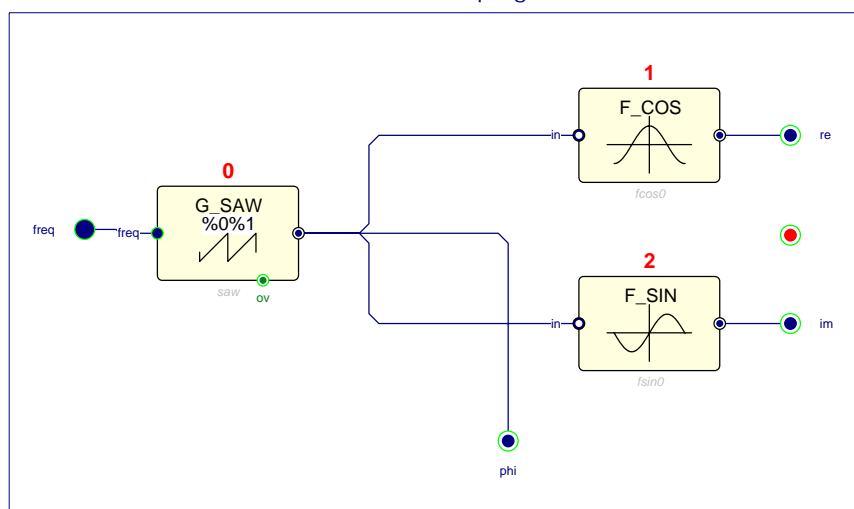 1
F_COS
in
re
fcos0
0
G_SAW
%0%1
freq
freq
saw
ov
2
F_SIN
in
im
fsin0
phi